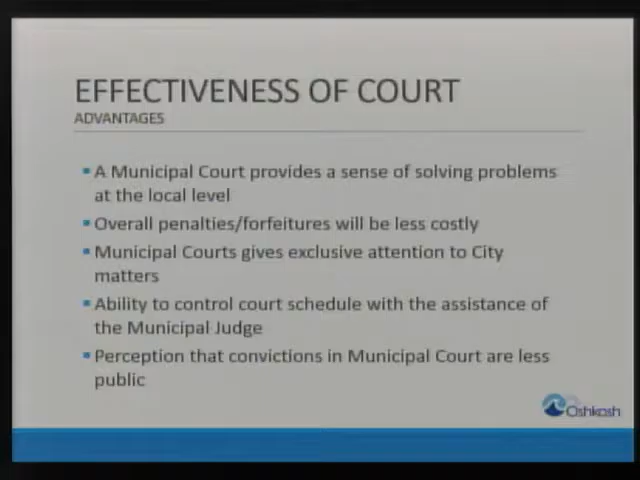 EFFECTIVENESS OF COURT
ADVANTAGES
▪A Municipal Court provides a sense of solving problems
at the local level
▪Overall penalties/forfeitures will be less costly
▪Municipal Courts gives exclusive attention to City
matters
▪Ability to control court schedule with the assistance of
the Municipal Judge
▪Perception that convictions in Municipal Court are less
public
Oshkosh